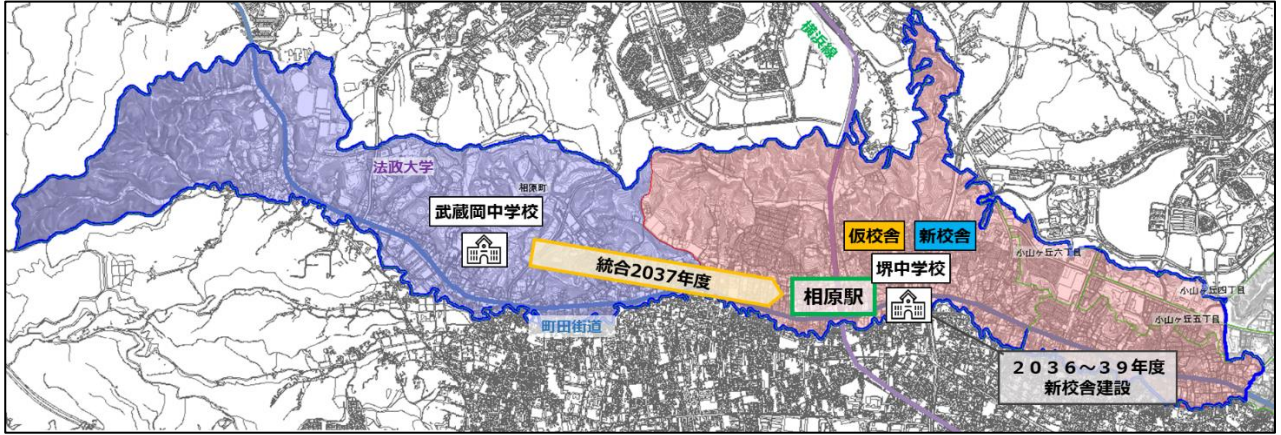 横浜線
法政大学
相原町
武蔵岡中学校
仮校舎
新校舎
小山ヶ丘六丁目
堺中学校
統合2037年度
相原駅
小山ヶ丘四丁目
小山ヶ丘五丁目
町田街道
２０３６～３９年度
新校舎建設